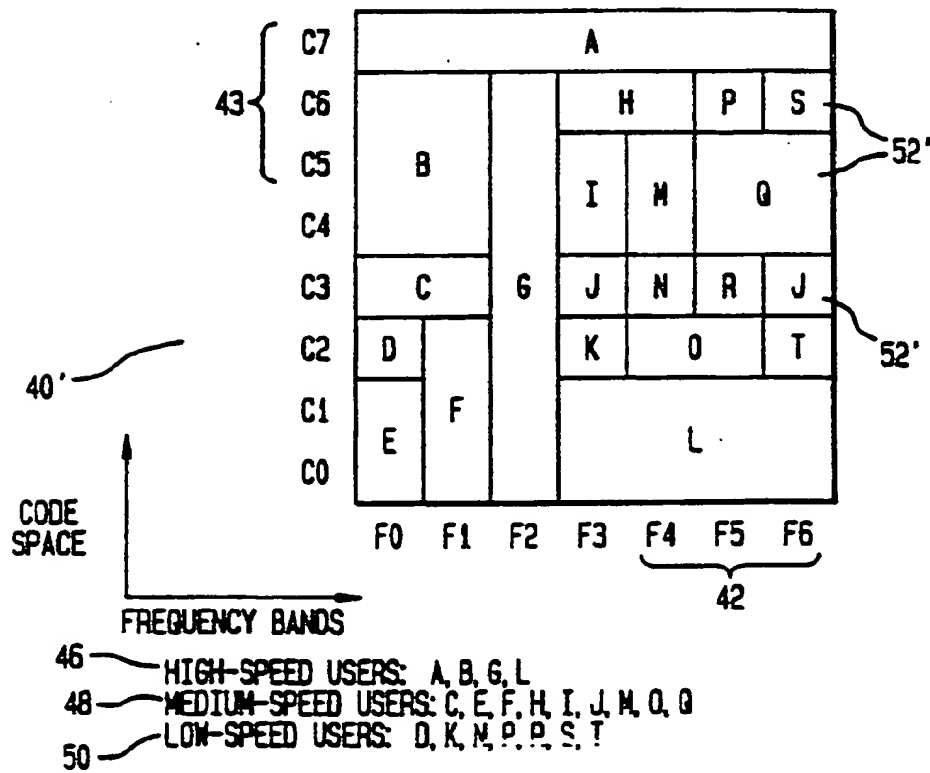 C7 A
43 C6 H P S
52'
C5 B I M Q
C4
C3 C G J N R J
52'
C2 D K O T
40'
C1 F
E L
C0
CODE
SPACE
F0 F1 F2 F3 F4 F5 F6
42
FREQUENCY BANDS
46 HIGH-SPEED USERS: A, B, G, L
48 MEDIUM-SPEED USERS: C, E, F, H, I, J, M, O, Q
50 LOW-SPEED USERS: D, K, N, P, S, T